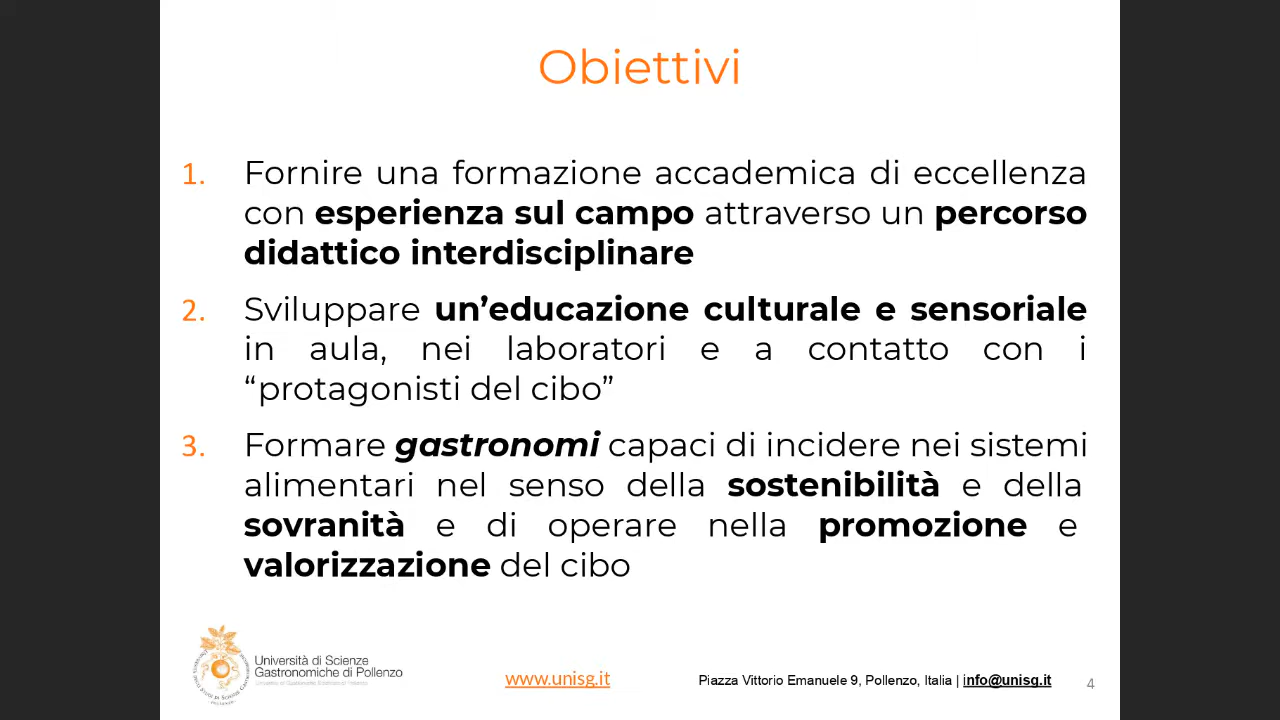 Obiettivi
1. Fornire una formazione accademica di eccellenza
con esperienza sul campo attraverso un percorso
didattico interdisciplinare
2. Sviluppare un’educazione culturale e sensoriale
in aula, nei laboratori e a contatto con i
“protagonisti del cibo”
3. Formare gastronomi capaci di incidere nei sistemi
alimentari nel senso della sostenibilità e della
sovranità e di operare nella promozione e
valorizzazione del cibo
Università di Scienze
Gastronomiche di Pollenzo
www.unisg.it
Piazza Vittorio Emanuele 9, Pollenzo, Italia | info@unisg.it
4